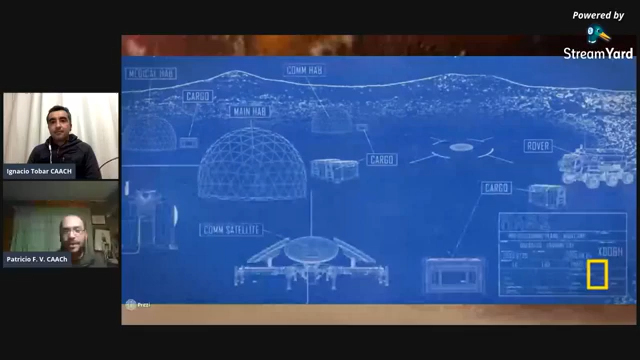 Powered by
StreamYard
MEDICAL HAB
COMM HAB
CARGO
MAIN HAB
CARGO
ROVER
CARGO
COMM SATELLITE
Ignacio Tobar CAACH
Patricio F. V. CAACh
Prezi